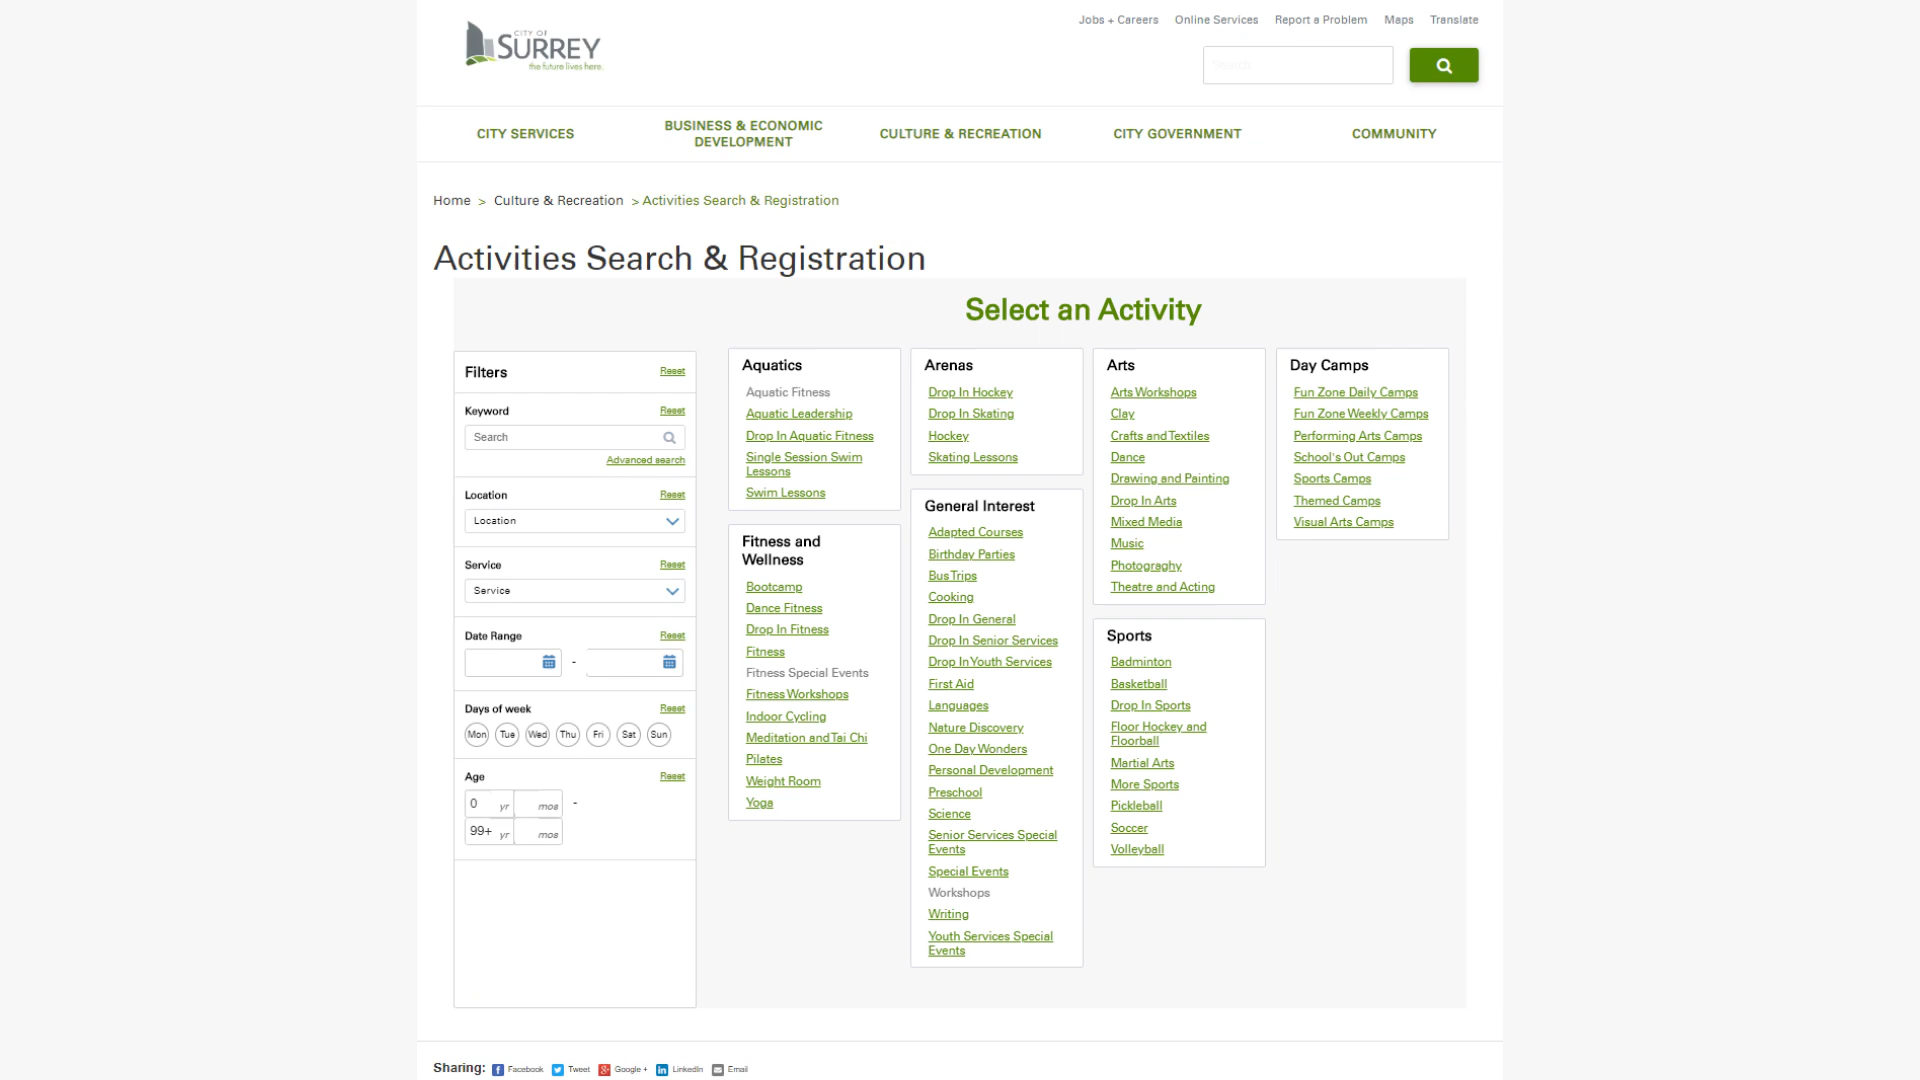 Jobs + Careers Online Services Report a Problem Maps Translate
CITY OF
SURREY
the future lives here.
CITY SERVICES
BUSINESS & ECONOMIC
DEVELOPMENT
CULTURE & RECREATION
CITY GOVERNMENT
COMMUNITY
Home > Culture & Recreation > Activities Search & Registration
Activities Search & Registration
Select an Activity
Filters Reset
Keyword Reset
Search
Advanced search
Location Reset
Location
Service Reset
Service
Date Range Reset
-
Days of week Reset
Mon Tue Wed Thu Fri Sat Sun
Age Reset
0 yr mos -
99+ yr mos
Aquatics
Aquatic Fitness
Aquatic Leadership
Drop In Aquatic Fitness
Single Session Swim
Lessons
Swim Lessons
Fitness and
Wellness
Bootcamp
Dance Fitness
Drop In Fitness
Fitness
Fitness Special Events
Fitness Workshops
Indoor Cycling
Meditation and Tai Chi
Pilates
Weight Room
Yoga
Arenas
Drop In Hockey
Drop In Skating
Hockey
Skating Lessons
General Interest
Adapted Courses
Birthday Parties
Bus Trips
Cooking
Drop In General
Drop In Senior Services
Drop In Youth Services
First Aid
Languages
Nature Discovery
One Day Wonders
Personal Development
Preschool
Science
Senior Services Special
Events
Special Events
Workshops
Writing
Youth Services Special
Events
Arts
Arts Workshops
Clay
Crafts and Textiles
Dance
Drawing and Painting
Drop In Arts
Mixed Media
Music
Photography
Theatre and Acting
Sports
Badminton
Basketball
Drop In Sports
Floor Hockey and
Floorball
Martial Arts
More Sports
Pickleball
Soccer
Volleyball
Day Camps
Fun Zone Daily Camps
Fun Zone Weekly Camps
Performing Arts Camps
School's Out Camps
Sports Camps
Themed Camps
Visual Arts Camps
Sharing: Facebook Tweet Google + LinkedIn Email